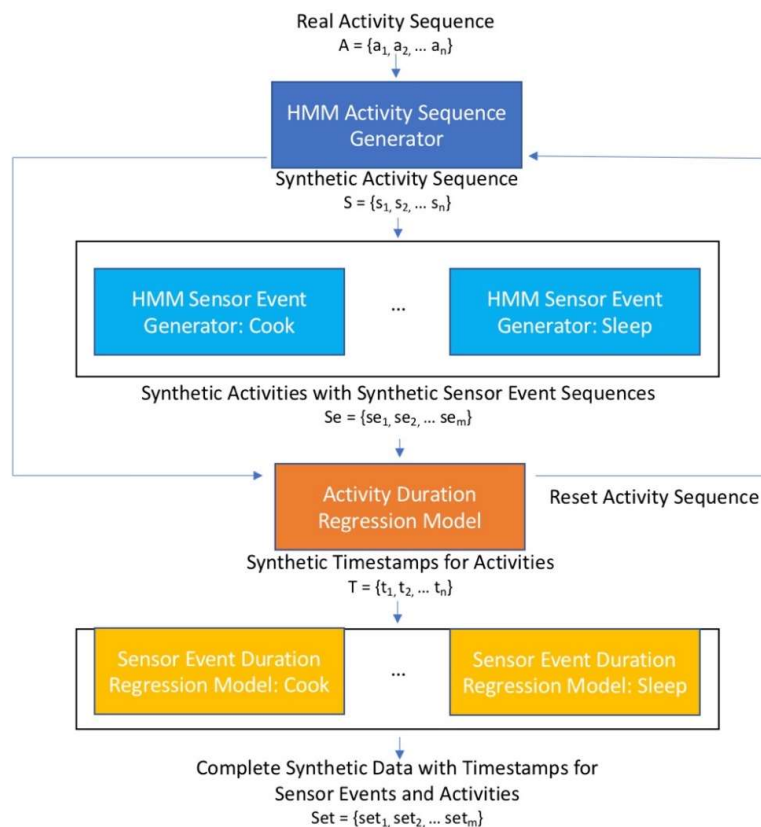 Real Activity Sequence
A = {a1, a2, ... an}
HMM Activity Sequence
Generator
Synthetic Activity Sequence
S = {s1, s2, ... sn}
HMM Sensor Event
Generator: Cook
...
HMM Sensor Event
Generator: Sleep
Synthetic Activities with Synthetic Sensor Event Sequences
Se = {se1, se2, ... sem}
Activity Duration
Regression Model
Reset Activity Sequence
Synthetic Timestamps for Activities
T = {t1, t2, ... tn}
Sensor Event Duration
Regression Model: Cook
...
Sensor Event Duration
Regression Model: Sleep
Complete Synthetic Data with Timestamps for
Sensor Events and Activities
Set = {set1, set2, ... setm}